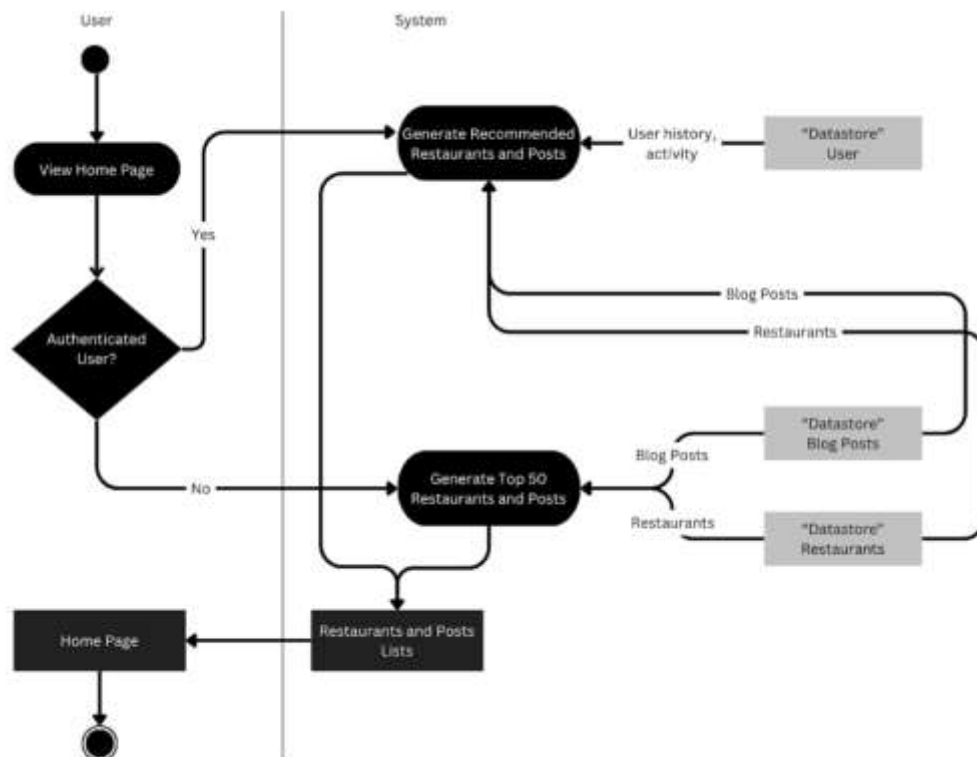 User
System
Generate Recommended
Restaurants and Posts
User history,
activity
"Datastore"
User
View Home Page
Yes
Blog Posts
Restaurants
Authenticated
User?
"Datastore"
Blog Posts
Blog Posts
No
Generate Top 50
Restaurants and Posts
Restaurants
"Datastore"
Restaurants
Home Page
Restaurants and Posts
Lists